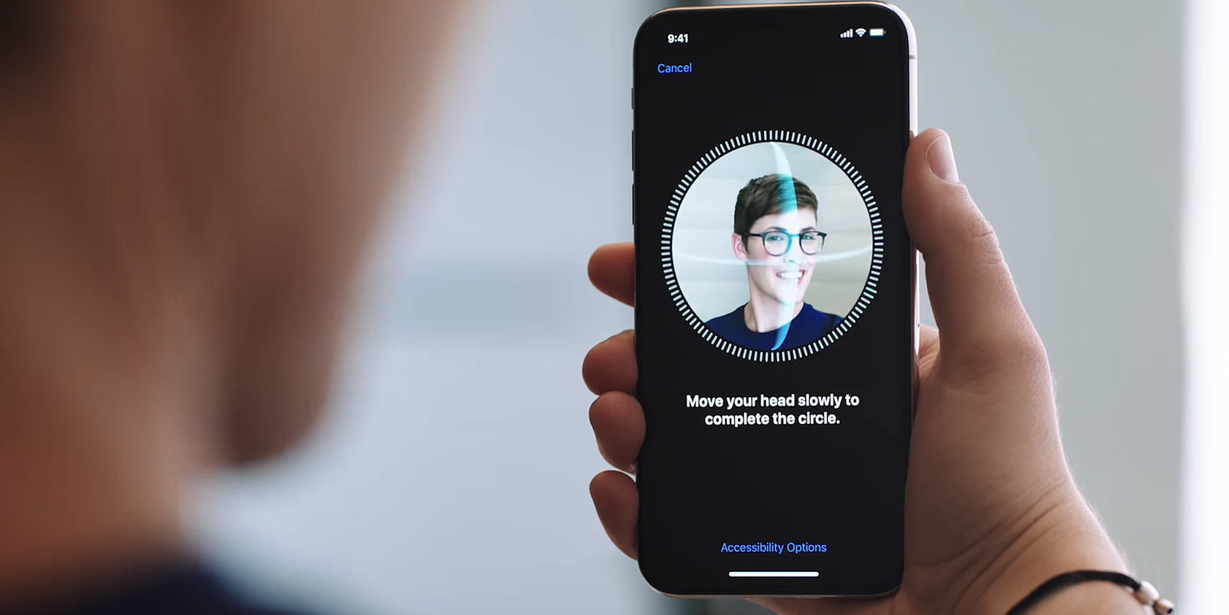 9:41
Cancel
Move your head slowly to
complete the circle.
Accessibility Options